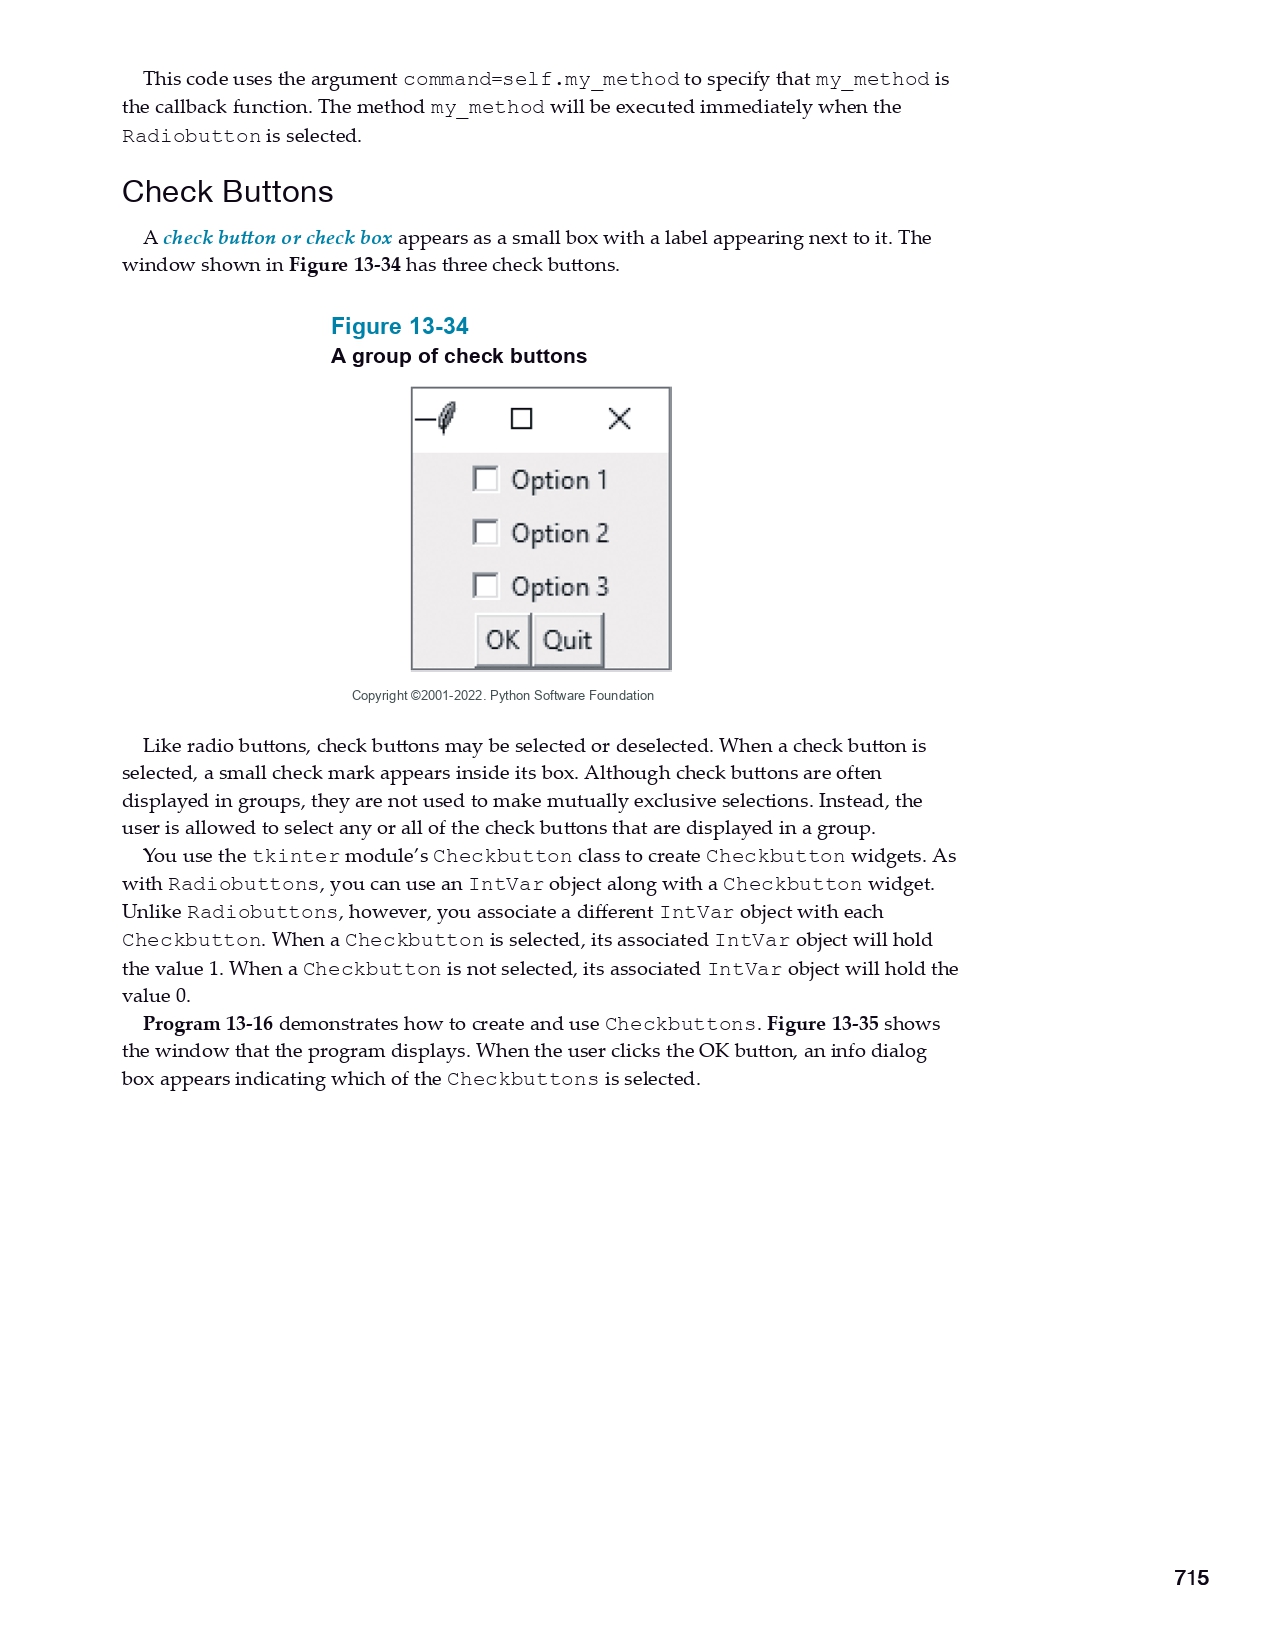 This code uses the argument command=self.my_method to specify that my_method is
the callback function. The method my_method will be executed immediately when the
Radiobutton is selected.
Check Buttons
A check button or check box appears as a small box with a label appearing next to it. The
window shown in Figure 13-34 has three check buttons.
Figure 13-34
A group of check buttons
Option 1
Option 2
Option 3
OK Quit
Copyright ©2001-2022. Python Software Foundation
Like radio buttons, check buttons may be selected or deselected. When a check button is
selected, a small check mark appears inside its box. Although check buttons are often
displayed in groups, they are not used to make mutually exclusive selections. Instead, the
user is allowed to select any or all of the check buttons that are displayed in a group.
You use the tkinter module’s Checkbutton class to create Checkbutton widgets. As
with Radiobuttons, you can use an IntVar object along with a Checkbutton widget.
Unlike Radiobuttons, however, you associate a different IntVar object with each
Checkbutton. When a Checkbutton is selected, its associated IntVar object will hold
the value 1. When a Checkbutton is not selected, its associated IntVar object will hold the
value 0.
Program 13-16 demonstrates how to create and use Checkbuttons. Figure 13-35 shows
the window that the program displays. When the user clicks the OK button, an info dialog
box appears indicating which of the Checkbuttons is selected.
715